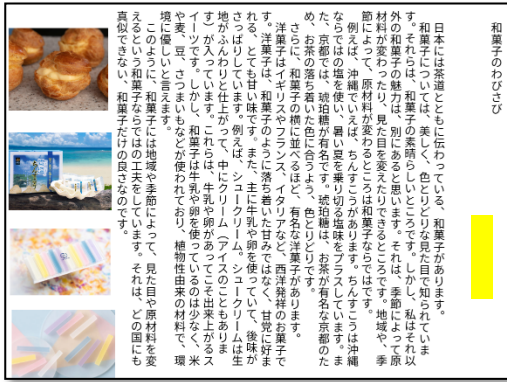 和菓子のわびさび
日本には茶道とともに伝わっている、和菓子があります。
和菓子については、美しく、色とりどりな見た目で知られていま
す。それらは、和菓子の素晴らしいところです。しかし、私はそれ以
外の和菓子の魅力は、別にあると思います。それは、季節によって原
材料が変わったり、見た目を変えたりできるところです。地域や、季
節によって、原材料が変わるところは和菓子ならではです。
例えば、沖縄でいえば、ちんすこうがあります。ちんすこうは沖縄
ならではの塩を使い、暑い夏を乗り切る塩味をプラスしています。ま
た、京都では、琥珀糖が有名です。琥珀糖は、お茶が有名な京都のた
め、お茶の落ち着いた色に合うよう、色とりどりです。
さらに、和菓子の横に並べるほど、有名な洋菓子があります。
洋菓子はイギリスやフランス、イタリアなど、西洋発祥のお菓子で
す。洋菓子は、和菓子のように落ち着いた甘みではなく、甘党に好ま
れる、とても甘い味です。また、主に牛乳や卵を使っていて、後味が
さっぱりしています。例えば、シュークリーム。シュークリームは生
地がふんわりと仕上がって、中にクリーム（アイスのこともありま
す）が入っています。これらは、牛乳や卵があってこそ出来上がるス
イーツです。しかし、和菓子は牛乳や卵を使っているのは少なく、米
や麦、豆、さつまいもなどが使われており、植物性由来の材料で、環
境に優しいと言えます。
このように、和菓子には地域や季節によって、見た目や原材料を変
えるという和菓子ならではの工夫をしています。それは、どの国にも
真似できない、和菓子だけの良さなのです。